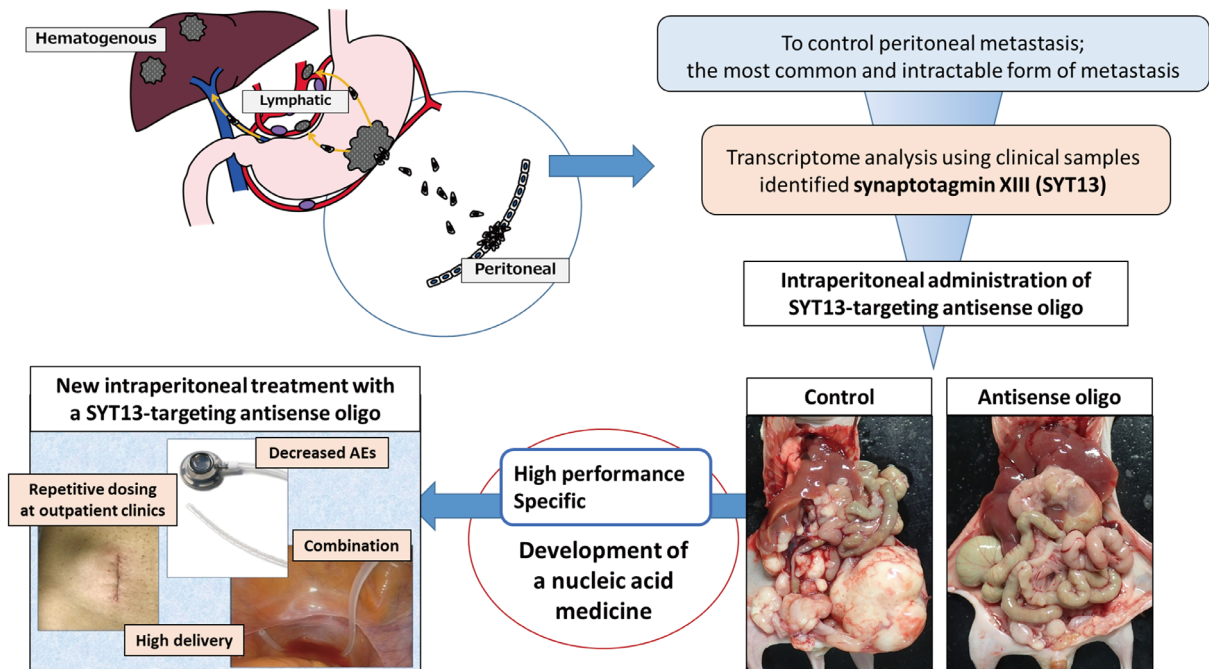 Hematogenous
Lymphatic
Peritoneal
To control peritoneal metastasis;
the most common and intractable form of metastasis
Transcriptome analysis using clinical samples
identified synaptotagmin XIII (SYT13)
Intraperitoneal administration of
SYT13-targeting antisense oligo
Control
Antisense oligo
High performance
Specific
Development of
a nucleic acid
medicine
New intraperitoneal treatment with
a SYT13-targeting antisense oligo
Decreased AEs
Repetitive dosing
at outpatient clinics
Combination
High delivery